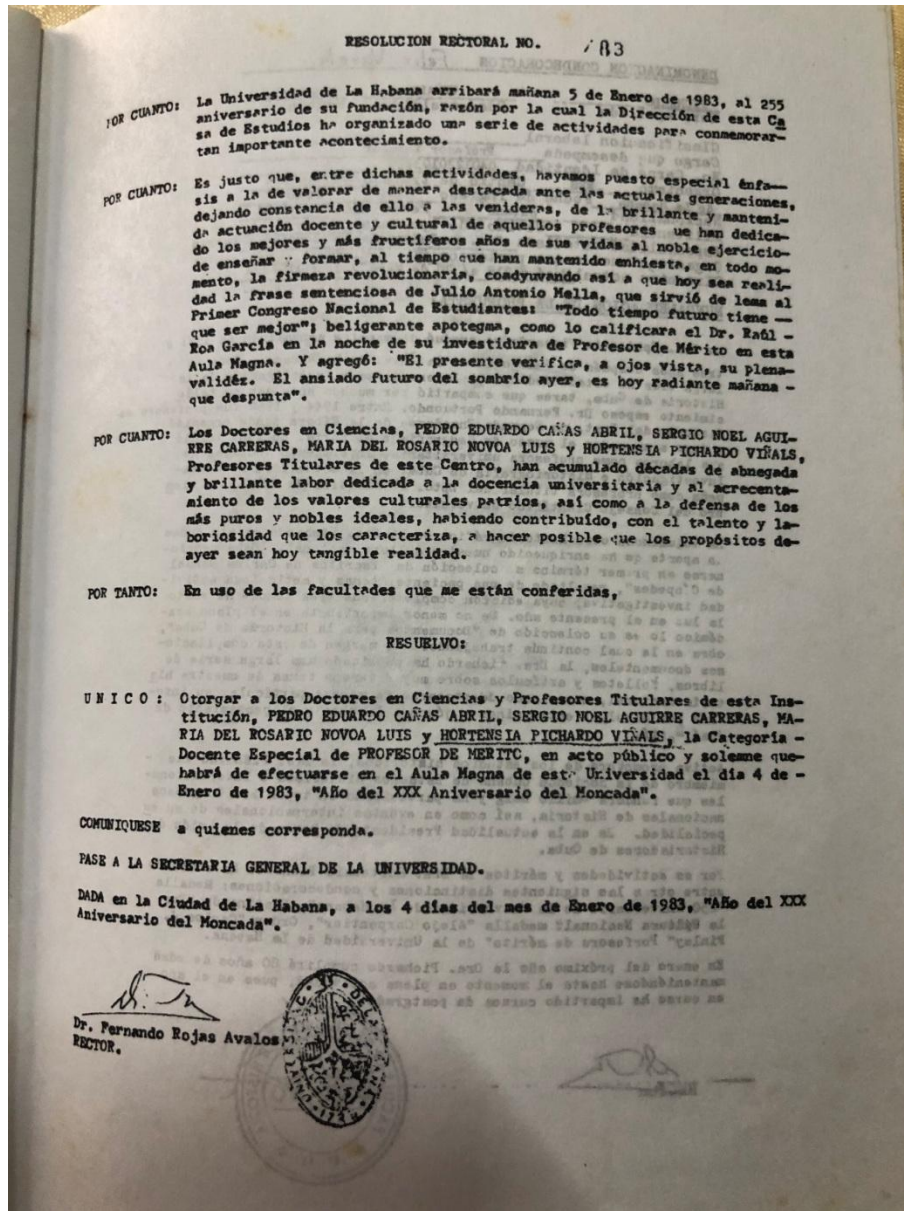 RESOLUCION RECTORAL NO. /83
POR CUANTO: La Universidad de La Habana arribará mañana 5 de Enero de 1983, al 255
aniversario de su fundación, razón por la cual la Dirección de esta Ca
sa de Estudios ha organizado una serie de actividades para conmemorar-
tan importante acontecimiento.
POR CUANTO: Es justo que, entre dichas actividades, hayamos puesto especial énfa—
sis a la de valorar de manera destacada ante las actuales generaciones,
dejando constancia de ello a las venideras, de la brillante y manteni-
da actuación docente y cultural de aquellos profesores ue han dedica-
do los mejores y más fructíferos años de sus vidas al noble ejercicio-
de enseñar y formar, al tiempo que han mantenido enhiesta, en todo mo-
mento, la firmeza revolucionaria, coadyuvando así a que hoy sea reali-
dad la frase sentenciosa de Julio Antonio Mella, que sirvió de lema al
Primer Congreso Nacional de Estudiantes: "Todo tiempo futuro tiene —
que ser mejor"; beligerante apotegma, como lo calificara el Dr. Raúl -
Roa García en la noche de su investidura de Profesor de Mérito en esta
Aula Magna. Y agregó: "El presente verifica, a ojos vista, su plena-
validéz. El ansiado futuro del sombrío ayer, es hoy radiante mañana -
que despunta".
POR CUANTO: Los Doctores en Ciencias, PEDRO EDUARDO CAÑAS ABRIL, SERGIO NOEL AGUI-
RRE CARRERAS, MARIA DEL ROSARIO NOVOA LUIS y HORTENSIA PICHARDO VIÑALS,
Profesores Titulares de este Centro, han acumulado décadas de abnegada
y brillante labor dedicada a la docencia universitaria y al acrecenta-
miento de los valores culturales patrios, así como a la defensa de los
más puros y nobles ideales, habiendo contribuído, con el talento y la-
boriosidad que los caracteriza, a hacer posible que los propósitos de-
ayer sean hoy tangible realidad.
POR TANTO: En uso de las facultades que me están conferidas,
RESUELVO:
U N I C O : Otorgar a los Doctores en Ciencias y Profesores Titulares de esta Ins-
titución, PEDRO EDUARDO CAÑAS ABRIL, SERGIO NOEL AGUIRRE CARRERAS, MA-
RIA DEL ROSARIO NOVOA LUIS y HORTENSIA PICHARDO VIÑALS, la Categoría -
Docente Especial de PROFESOR DE MERITO, en acto público y solemne que-
habrá de efectuarse en el Aula Magna de esta Universidad el día 4 de -
Enero de 1983, "Año del XXX Aniversario del Moncada".
COMUNIQUESE a quienes corresponda.
PASE A LA SECRETARIA GENERAL DE LA UNIVERSIDAD.
DADA en la Ciudad de La Habana, a los 4 días del mes de Enero de 1983, "Año del XXX
Aniversario del Moncada".
Dr. Fernando Rojas Avalos
RECTOR.